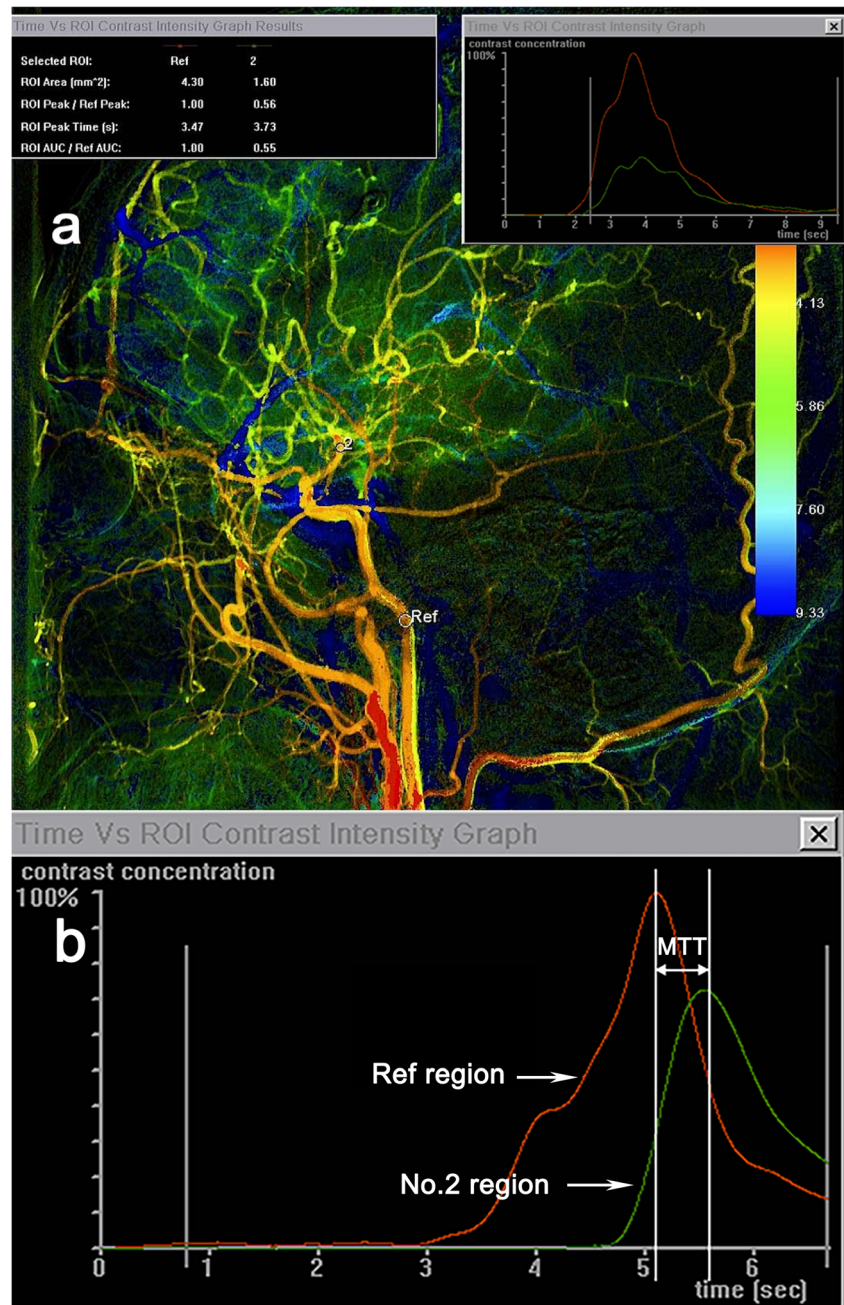 Time Vs ROI Contrast Intensity Graph Results
Selected ROI: Ref 2
ROI Area (mm^2): 4.30 1.60
ROI Peak / Ref Peak: 1.00 0.56
ROI Peak Time (s): 3.47 3.73
ROI AUC / Ref AUC: 1.00 0.55
Time Vs ROI Contrast Intensity Graph
contrast concentration
100%
0 1 2 3 4 5 6 7 8 9
time (sec)
a
4.13
5.86
7.60
9.33
2
Ref
Time Vs ROI Contrast Intensity Graph
contrast concentration
100%
b
MTT
Ref region
No.2 region
0 1 2 3 4 5 6
time (sec)